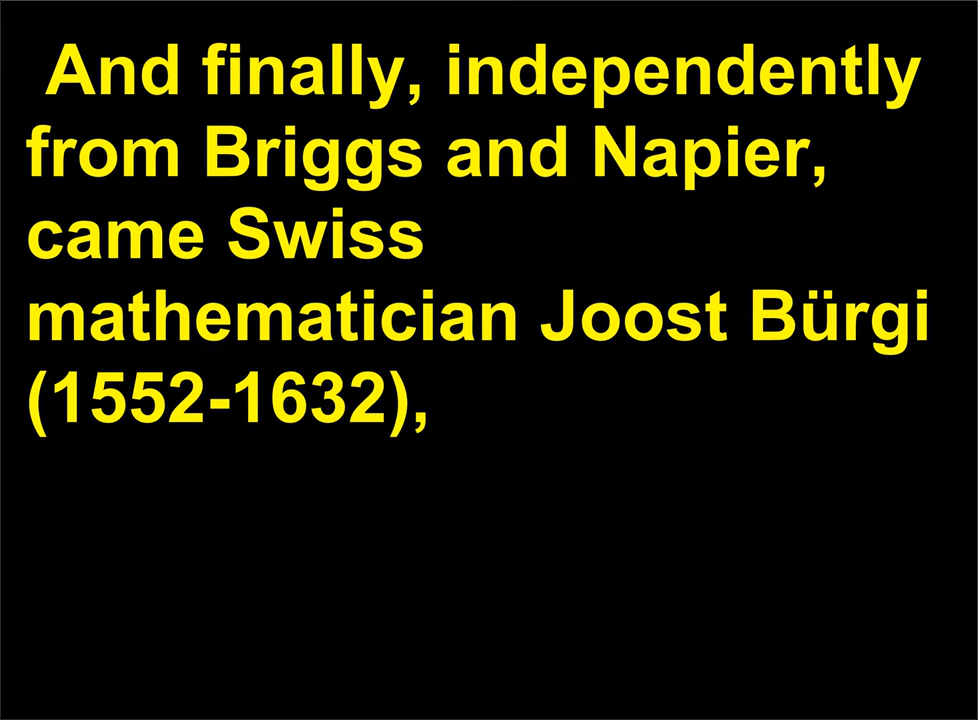 And finally, independently
from Briggs and Napier,
came Swiss
mathematician Joost Bürgi
(1552-1632),